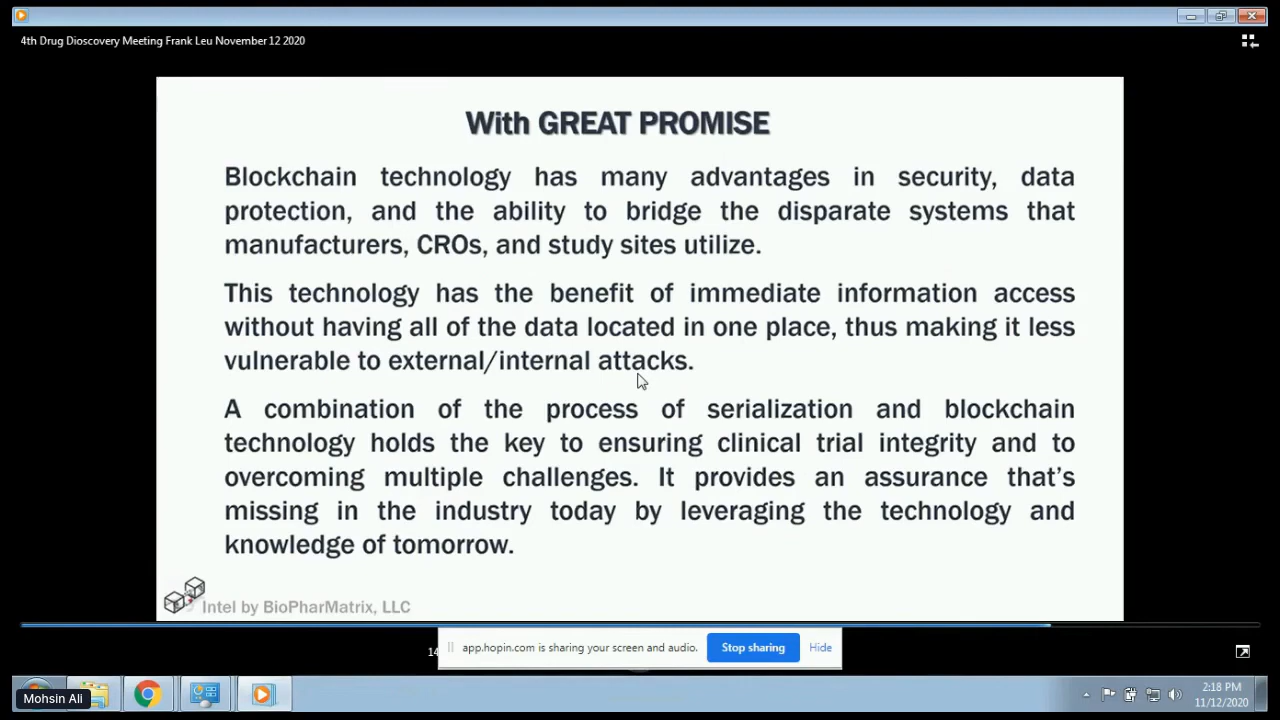 4th Drug Dioscovery Meeting Frank Leu November 12 2020
With GREAT PROMISE
Blockchain technology has many advantages in security, data
protection, and the ability to bridge the disparate systems that
manufacturers, CROs, and study sites utilize.
This technology has the benefit of immediate information access
without having all of the data located in one place, thus making it less
vulnerable to external/internal attacks.
A combination of the process of serialization and blockchain
technology holds the key to ensuring clinical trial integrity and to
overcoming multiple challenges. It provides an assurance that's
missing in the industry today by leveraging the technology and
knowledge of tomorrow.
Intel by BioPharMatrix, LLC
14
app.hopin.com is sharing your screen and audio.
Stop sharing
Hide
Mohsin Ali
2:18 PM
11/12/2020